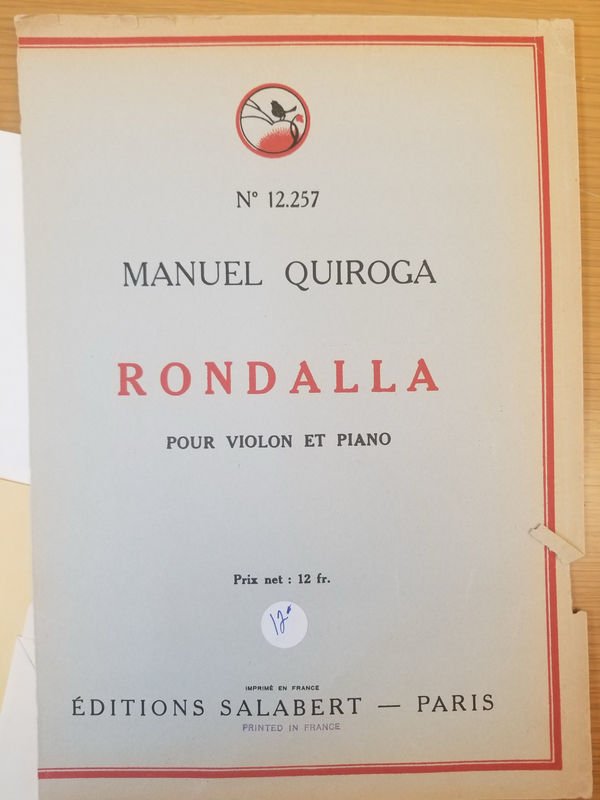 N° 12.257
MANUEL QUIROGA
RONDALLA
POUR VIOLON ET PIANO
Prix net : 12 fr.
IMPRIMÉ EN FRANCE
ÉDITIONS SALABERT — PARIS
PRINTED IN FRANCE